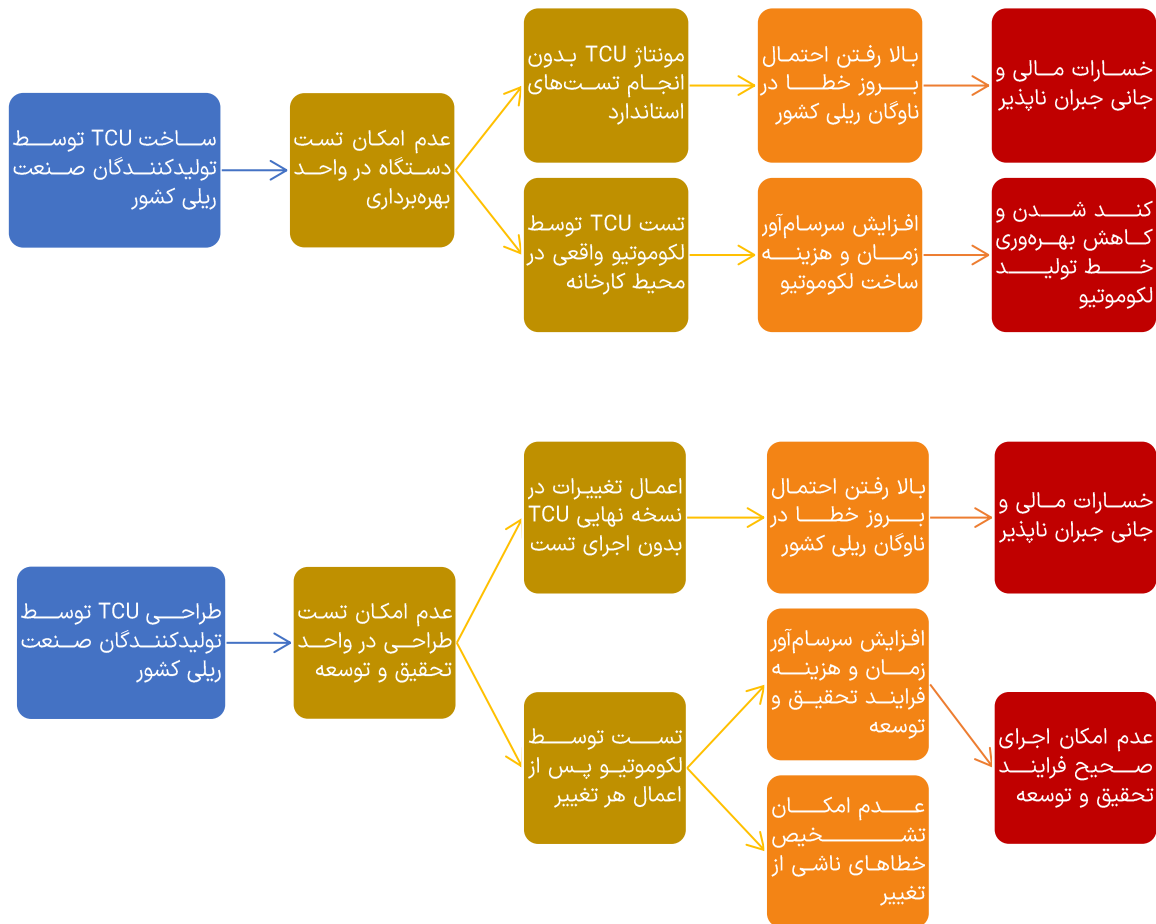 ساخت TCU توسط
تولیدکنندگان صنعت
ریلی کشور
عدم امکان تست
دستگاه در واحد
بهره‌برداری
مونتاژ TCU بدون
انجام تست‌های
استاندارد
بالا رفتن احتمال
بروز خطا در
ناوگان ریلی کشور
خسارات مالی و
جانی جبران ناپذیر
تست TCU توسط
لکوموتیو واقعی در
محیط کارخانه
افزایش سرسام‌آور
زمان و هزینه
ساخت لکوموتیو
کند شدن و
کاهش بهره‌وری
خط تولید
لکوموتیو
طراحی TCU توسط
تولیدکنندگان صنعت
ریلی کشور
عدم امکان تست
طراحی در واحد
تحقیق و توسعه
اعمال تغییرات در
نسخه نهایی TCU
بدون اجرای تست
بالا رفتن احتمال
بروز خطا در
ناوگان ریلی کشور
خسارات مالی و
جانی جبران ناپذیر
تست توسط
لکوموتیو پس از
اعمال هر تغییر
افزایش سرسام‌آور
زمان و هزینه
فرایند تحقیق و
توسعه
عدم امکان اجرای
صحیح فرایند
تحقیق و توسعه
عدم امکان
تشخیص
خطاهای ناشی از
تغییر